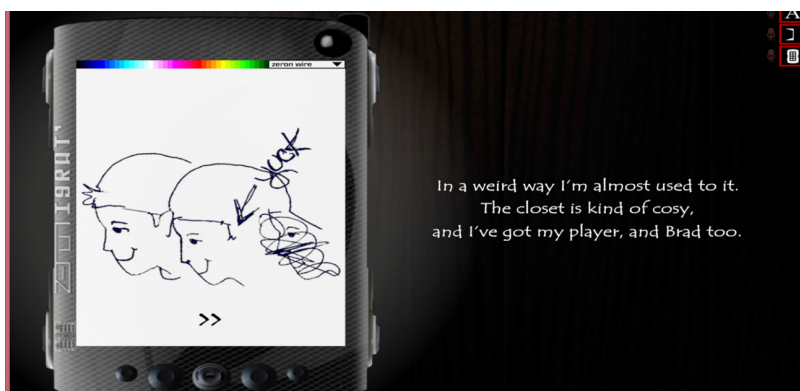 zeron wire
yuck
>>
In a weird way I'm almost used to it.
The closet is kind of cosy,
and I've got my player, and Brad too.